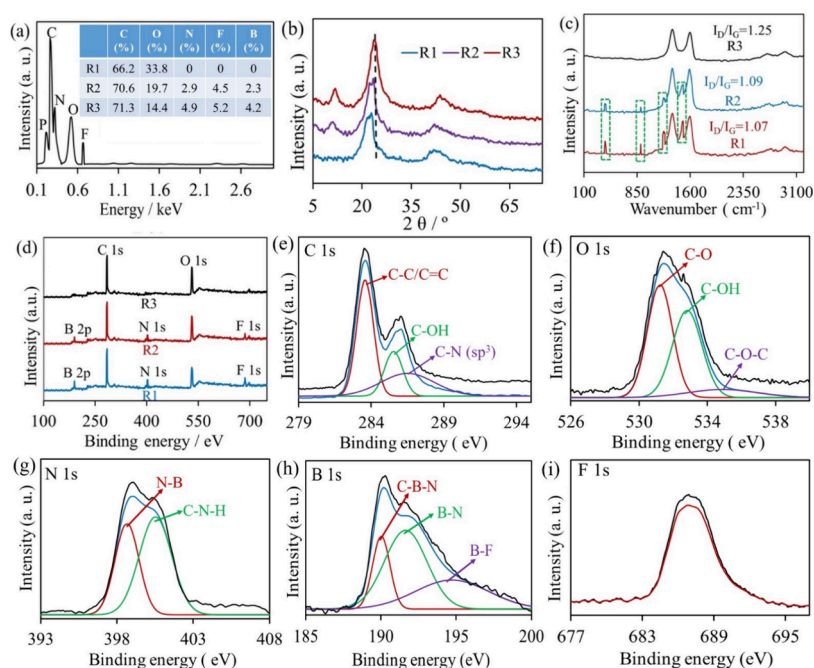 (a)
C
P
N
O
F
C (%) O (%) N (%) F (%) B (%)
R1 66.2 33.8 0 0 0
R2 70.6 19.7 2.9 4.5 2.3
R3 71.3 14.4 4.9 5.2 4.2
Intensity (a. u.)
0.1 0.6 1.1 1.6 2.1 2.6
Energy / keV
(b)
R1 R2 R3
Intensity (a. u.)
5 25 45 65
2 θ / º
(c)
I_D/I_G=1.25
R3
I_D/I_G=1.09
R2
I_D/I_G=1.07
R1
Intensity (a.u.)
100 850 1600 2350 3100
Wavenumber ( cm⁻¹)
(d)
C 1s
O 1s
R3
B 2p N 1s F 1s
R2
B 2p N 1s F 1s
R1
Intensity (a.u.)
100 250 400 550 700
Binding energy / eV
(e) C 1s
C-C/C=C
C-OH
C-N (sp³)
Intensity (a.u.)
279 284 289 294
Binding energy ( eV)
(f) O 1s
C-O
C-OH
C-O-C
Intensity (a.u.)
526 530 534 538
Binding energy ( eV)
(g) N 1s
N-B
C-N-H
Intensity (a. u.)
393 398 403 408
Binding energy (eV)
(h) B 1s
C-B-N
B-N
B-F
Intensity (a. u.)
185 190 195 200
Binding energy (eV)
(i) F 1s
Intensity (a. u.)
677 683 689 695
Binding energy (eV)